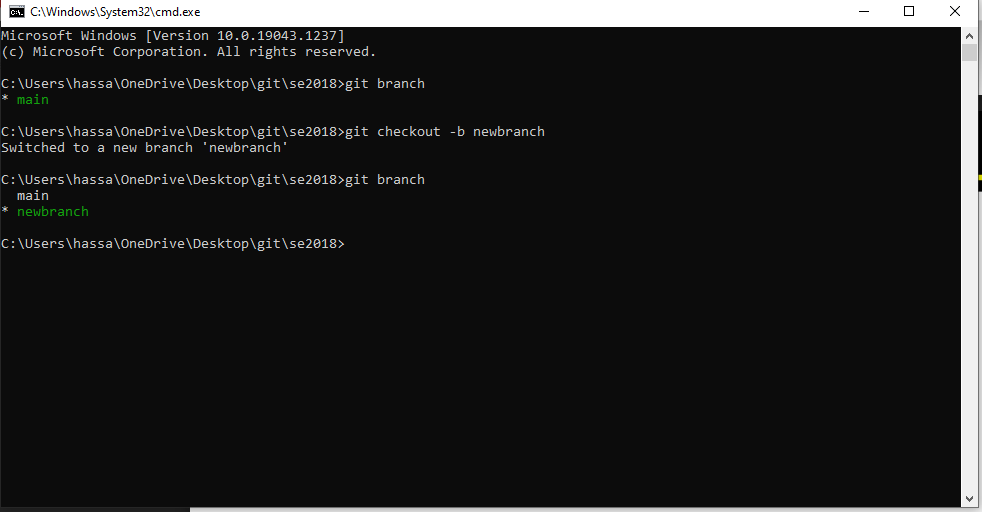 C:\Windows\System32\cmd.exe
Microsoft Windows [Version 10.0.19043.1237]
(c) Microsoft Corporation. All rights reserved.
C:\Users\hassa\OneDrive\Desktop\git\se2018>git branch
* main
C:\Users\hassa\OneDrive\Desktop\git\se2018>git checkout -b newbranch
Switched to a new branch 'newbranch'
C:\Users\hassa\OneDrive\Desktop\git\se2018>git branch
  main
* newbranch
C:\Users\hassa\OneDrive\Desktop\git\se2018>